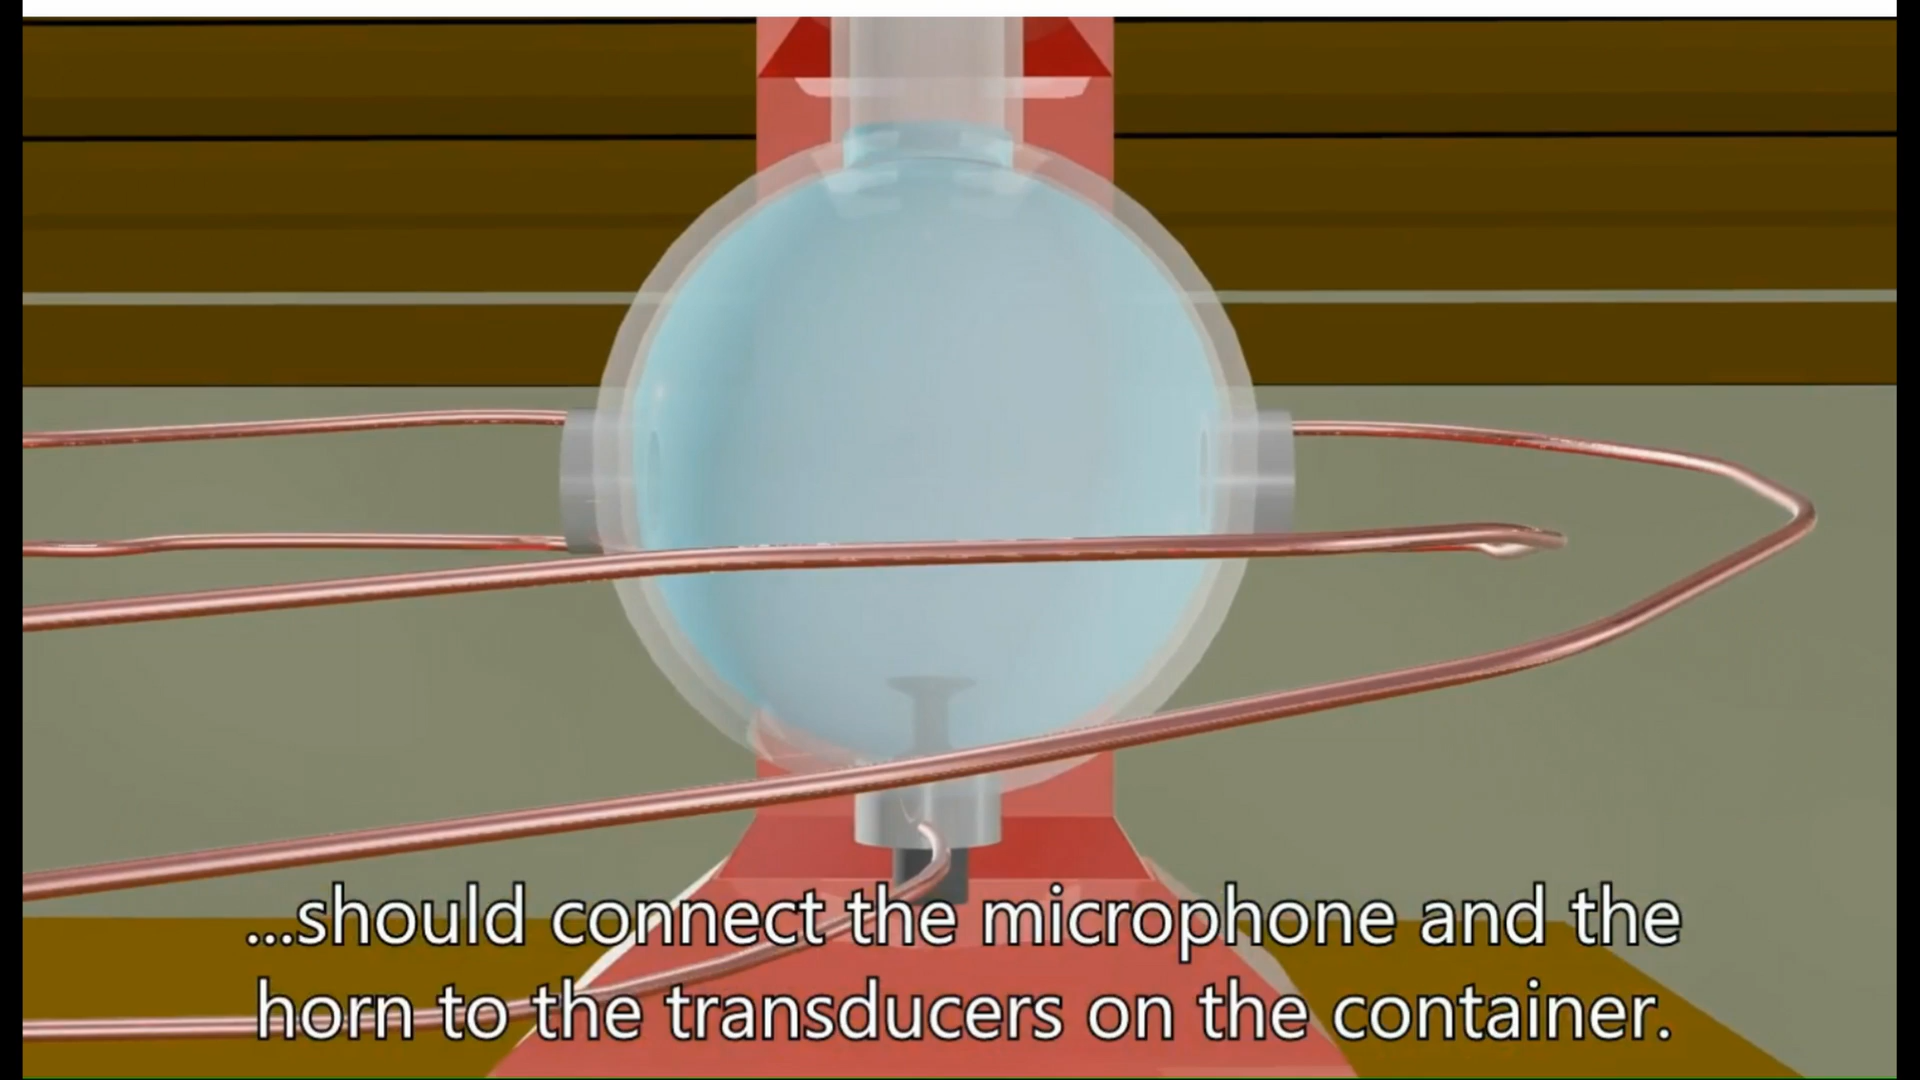 ...should connect the microphone and the
horn to the transducers on the container.